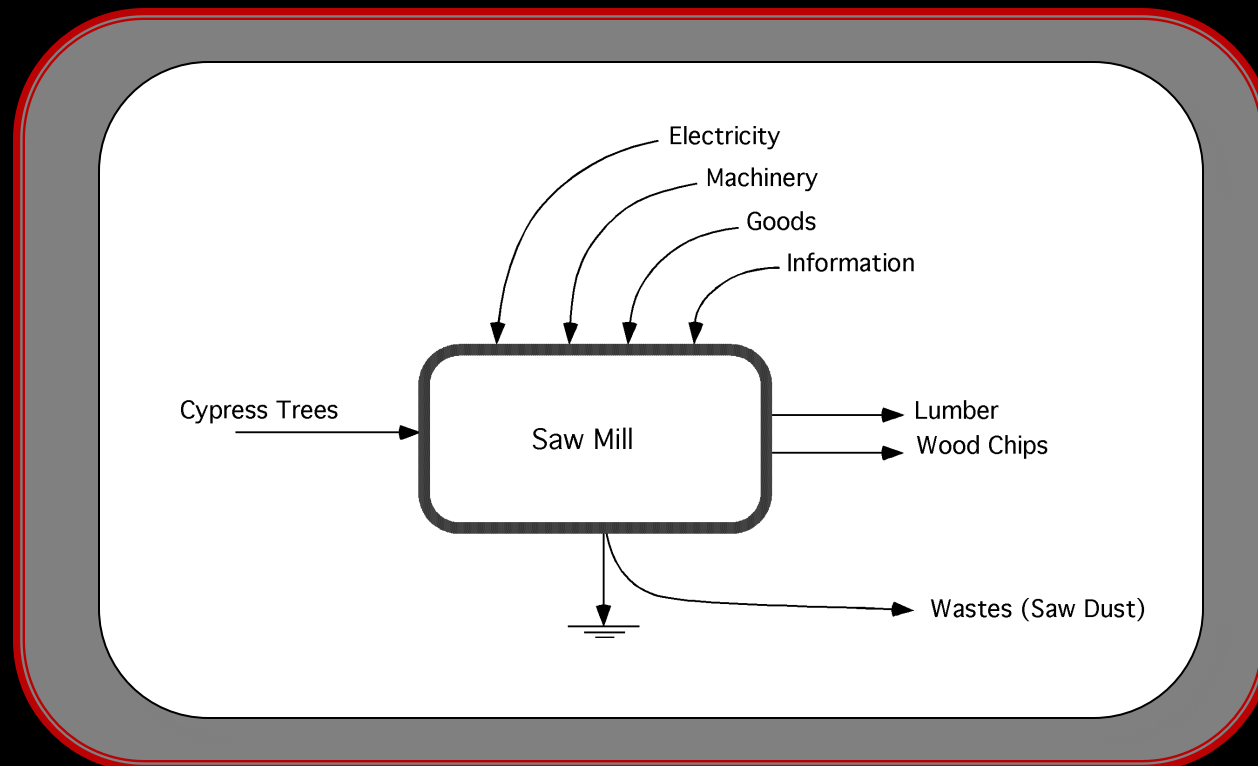 Electricity
Machinery
Goods
Information
Cypress Trees
Saw Mill
Lumber
Wood Chips
Wastes (Saw Dust)